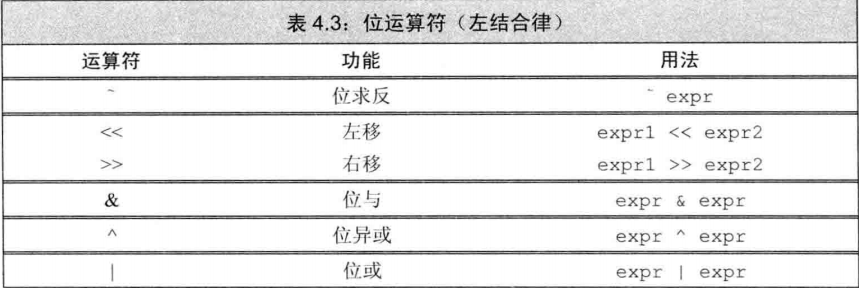 表 4.3：位运算符（左结合律）
运算符 功能 用法
~ 位求反 ~ expr
<< 左移 expr1 << expr2
>> 右移 expr1 >> expr2
& 位与 expr & expr
^ 位异或 expr ^ expr
| 位或 expr | expr